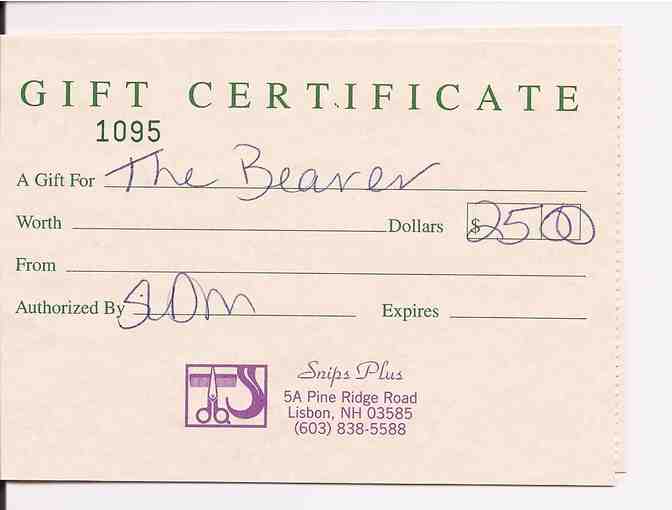 GIFT CERTIFICATE
1095
A Gift For The Beaver
Worth Dollars $ 25 00
From
Authorized By
Expires
Snips Plus
5A Pine Ridge Road
Lisbon, NH 03585
(603) 838-5588